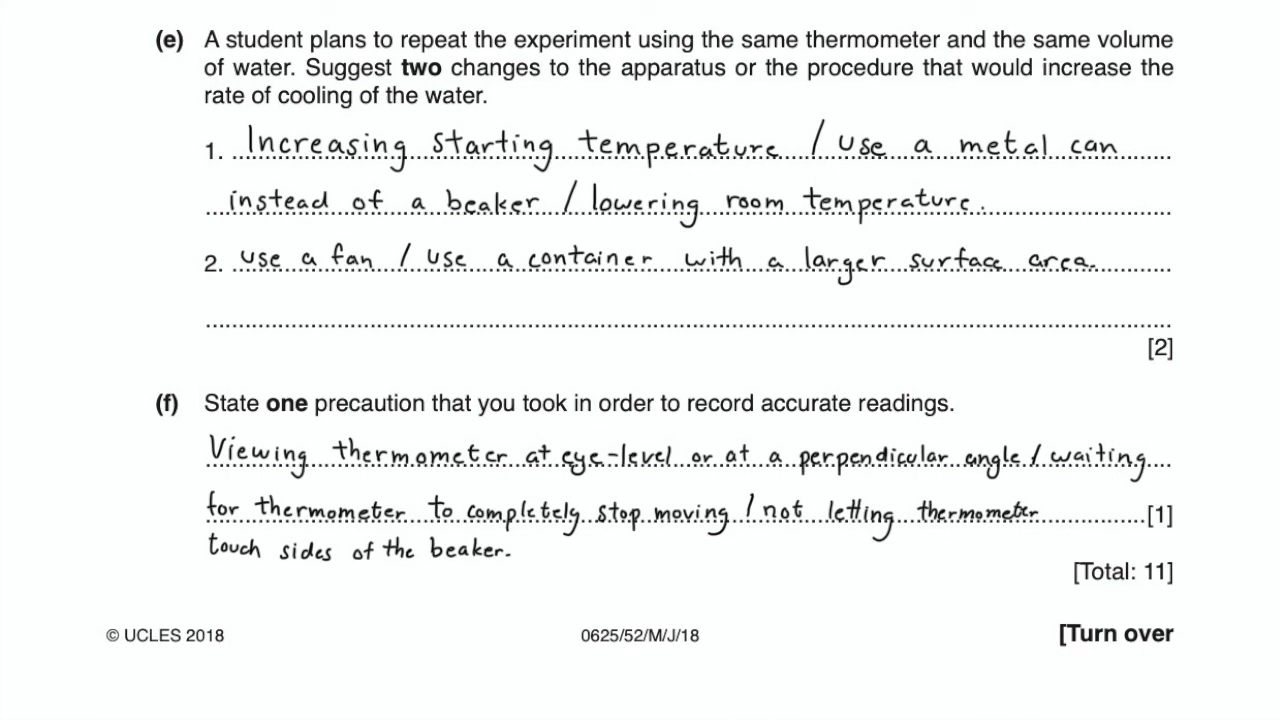 (e) A student plans to repeat the experiment using the same thermometer and the same volume
of water. Suggest two changes to the apparatus or the procedure that would increase the
rate of cooling of the water.
1. Increasing starting temperature / use a metal can
instead of a beaker / lowering room temperature.
2. use a fan / use a container with a larger surface area.
[2]
(f) State one precaution that you took in order to record accurate readings.
Viewing thermometer at eye-level or at a perpendicular angle / waiting
for thermometer to completely stop moving / not letting thermometer [1]
touch sides of the beaker.
[Total: 11]
© UCLES 2018 0625/52/M/J/18 [Turn over